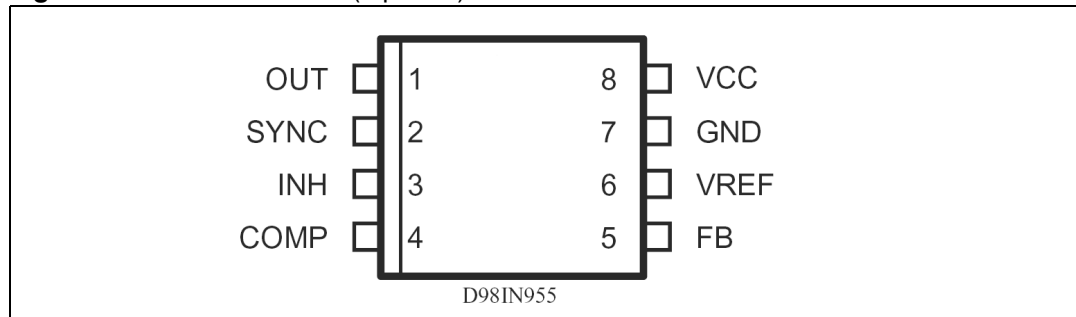 OUT 1 8 VCC
SYNC 2 7 GND
INH 3 6 VREF
COMP 4 5 FB
D98IN955